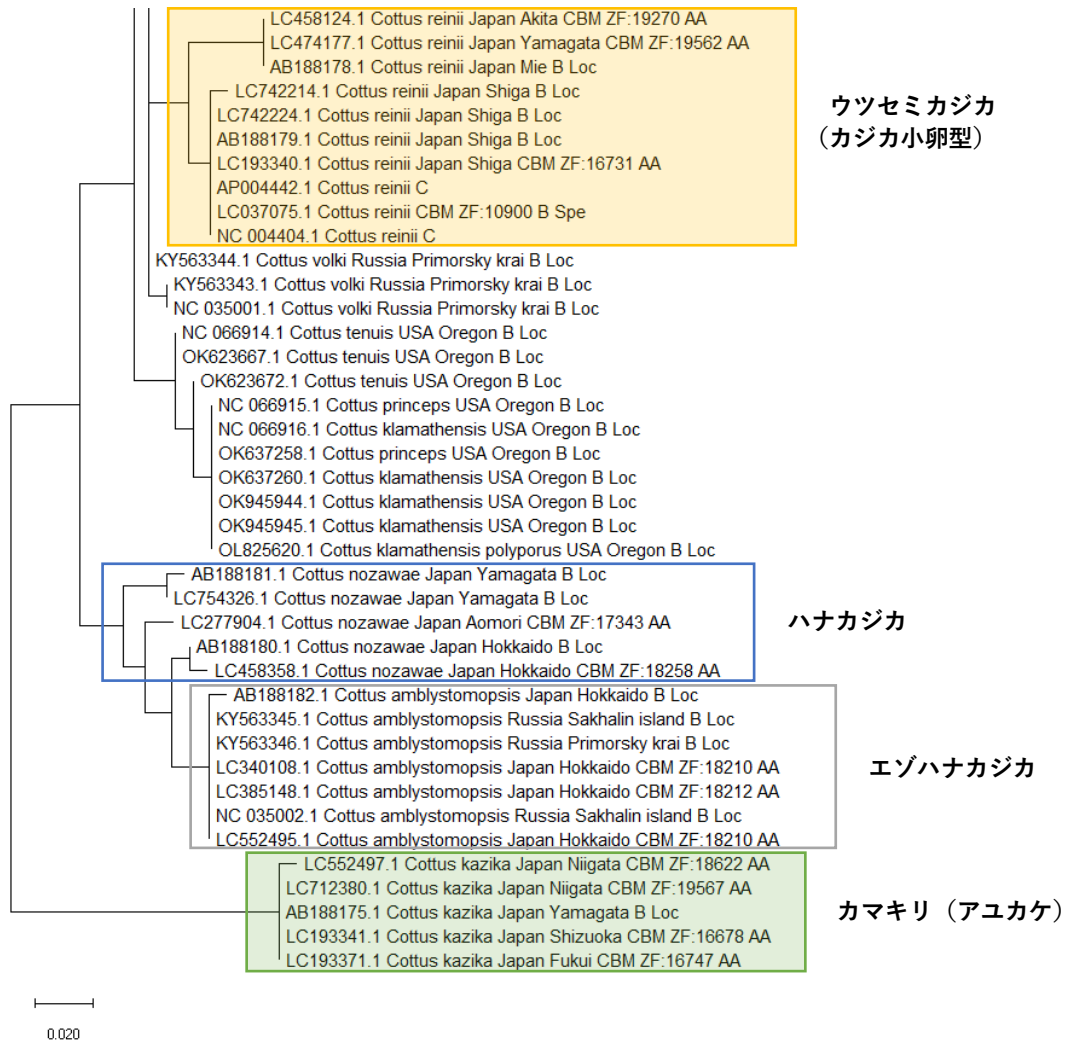 LC458124.1 Cottus reinii Japan Akita CBM ZF:19270 AA
LC474177.1 Cottus reinii Japan Yamagata CBM ZF:19562 AA
AB188178.1 Cottus reinii Japan Mie B Loc
LC742214.1 Cottus reinii Japan Shiga B Loc
LC742224.1 Cottus reinii Japan Shiga B Loc
AB188179.1 Cottus reinii Japan Shiga B Loc
LC193340.1 Cottus reinii Japan Shiga CBM ZF:16731 AA
AP004442.1 Cottus reinii C
LC037075.1 Cottus reinii CBM ZF:10900 B Spe
NC 004404.1 Cottus reinii C
ウツセミカジカ
（カジカ小卵型）
KY563344.1 Cottus volki Russia Primorsky krai B Loc
KY563343.1 Cottus volki Russia Primorsky krai B Loc
NC 035001.1 Cottus volki Russia Primorsky krai B Loc
NC 066914.1 Cottus tenuis USA Oregon B Loc
OK623667.1 Cottus tenuis USA Oregon B Loc
OK623672.1 Cottus tenuis USA Oregon B Loc
NC 066915.1 Cottus princeps USA Oregon B Loc
NC 066916.1 Cottus klamathensis USA Oregon B Loc
OK637258.1 Cottus princeps USA Oregon B Loc
OK637260.1 Cottus klamathensis USA Oregon B Loc
OK945944.1 Cottus klamathensis USA Oregon B Loc
OK945945.1 Cottus klamathensis USA Oregon B Loc
OL825620.1 Cottus klamathensis polyporus USA Oregon B Loc
AB188181.1 Cottus nozawae Japan Yamagata B Loc
LC754326.1 Cottus nozawae Japan Yamagata B Loc
LC277904.1 Cottus nozawae Japan Aomori CBM ZF:17343 AA
AB188180.1 Cottus nozawae Japan Hokkaido B Loc
LC458358.1 Cottus nozawae Japan Hokkaido CBM ZF:18258 AA
ハナカジカ
AB188182.1 Cottus amblystomopsis Japan Hokkaido B Loc
KY563345.1 Cottus amblystomopsis Russia Sakhalin island B Loc
KY563346.1 Cottus amblystomopsis Russia Primorsky krai B Loc
LC340108.1 Cottus amblystomopsis Japan Hokkaido CBM ZF:18210 AA
LC385148.1 Cottus amblystomopsis Japan Hokkaido CBM ZF:18212 AA
NC 035002.1 Cottus amblystomopsis Russia Sakhalin island B Loc
LC552495.1 Cottus amblystomopsis Japan Hokkaido CBM ZF:18210 AA
エゾハナカジカ
LC552497.1 Cottus kazika Japan Niigata CBM ZF:18622 AA
LC712380.1 Cottus kazika Japan Niigata CBM ZF:19567 AA
AB188175.1 Cottus kazika Japan Yamagata B Loc
LC193341.1 Cottus kazika Japan Shizuoka CBM ZF:16678 AA
LC193371.1 Cottus kazika Japan Fukui CBM ZF:16747 AA
カマキリ（アユカケ）
0.020